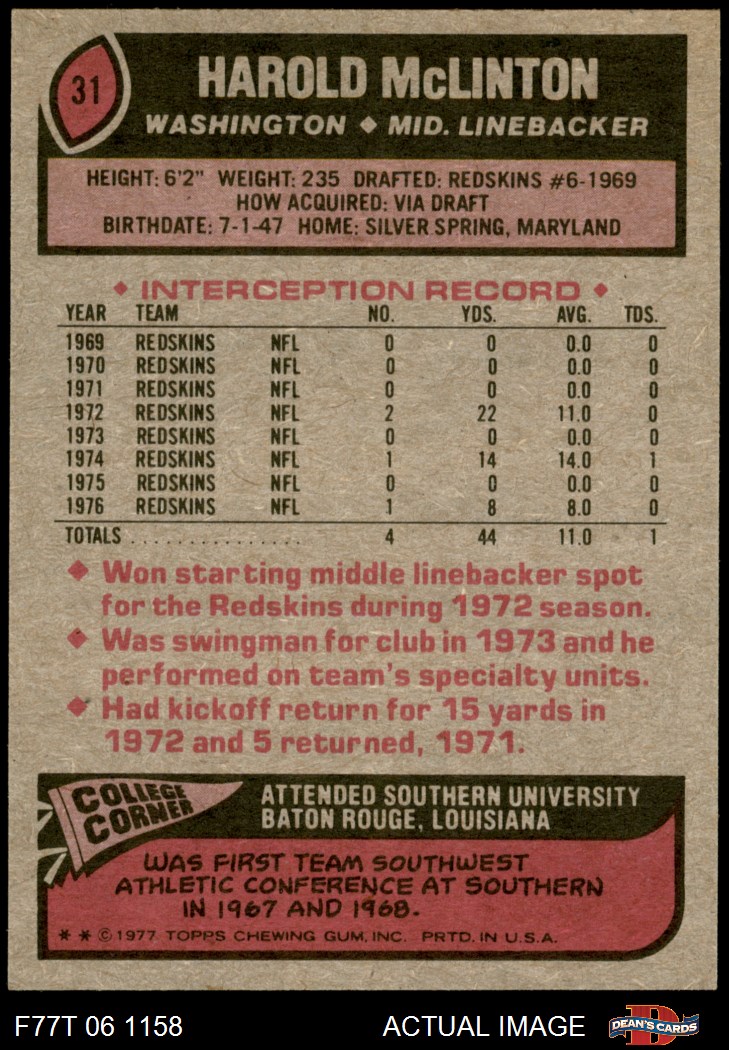 31
HAROLD McLINTON
WASHINGTON ◆ MID. LINEBACKER
HEIGHT: 6'2" WEIGHT: 235 DRAFTED: REDSKINS #6-1969
HOW ACQUIRED: VIA DRAFT
BIRTHDATE: 7-1-47 HOME: SILVER SPRING, MARYLAND
◆ INTERCEPTION RECORD ◆
YEAR TEAM NO. YDS. AVG. TDS.
1969 REDSKINS NFL 0 0 0.0 0
1970 REDSKINS NFL 0 0 0.0 0
1971 REDSKINS NFL 0 0 0.0 0
1972 REDSKINS NFL 2 22 11.0 0
1973 REDSKINS NFL 0 0 0.0 0
1974 REDSKINS NFL 1 14 14.0 1
1975 REDSKINS NFL 0 0 0.0 0
1976 REDSKINS NFL 1 8 8.0 0
TOTALS ................ 4 44 11.0 1
◆ Won starting middle linebacker spot
for the Redskins during 1972 season.
◆ Was swingman for club in 1973 and he
performed on team's specialty units.
◆ Had kickoff return for 15 yards in
1972 and 5 returned, 1971.
COLLEGE
CORNER
ATTENDED SOUTHERN UNIVERSITY
BATON ROUGE, LOUISIANA
WAS FIRST TEAM SOUTHWEST
ATHLETIC CONFERENCE AT SOUTHERN
IN 1967 AND 1968.
* * © 1977 TOPPS CHEWING GUM, INC. PRTD. IN U.S.A.
F77T 06 1158 ACTUAL IMAGE
D
DEAN'S CARDS